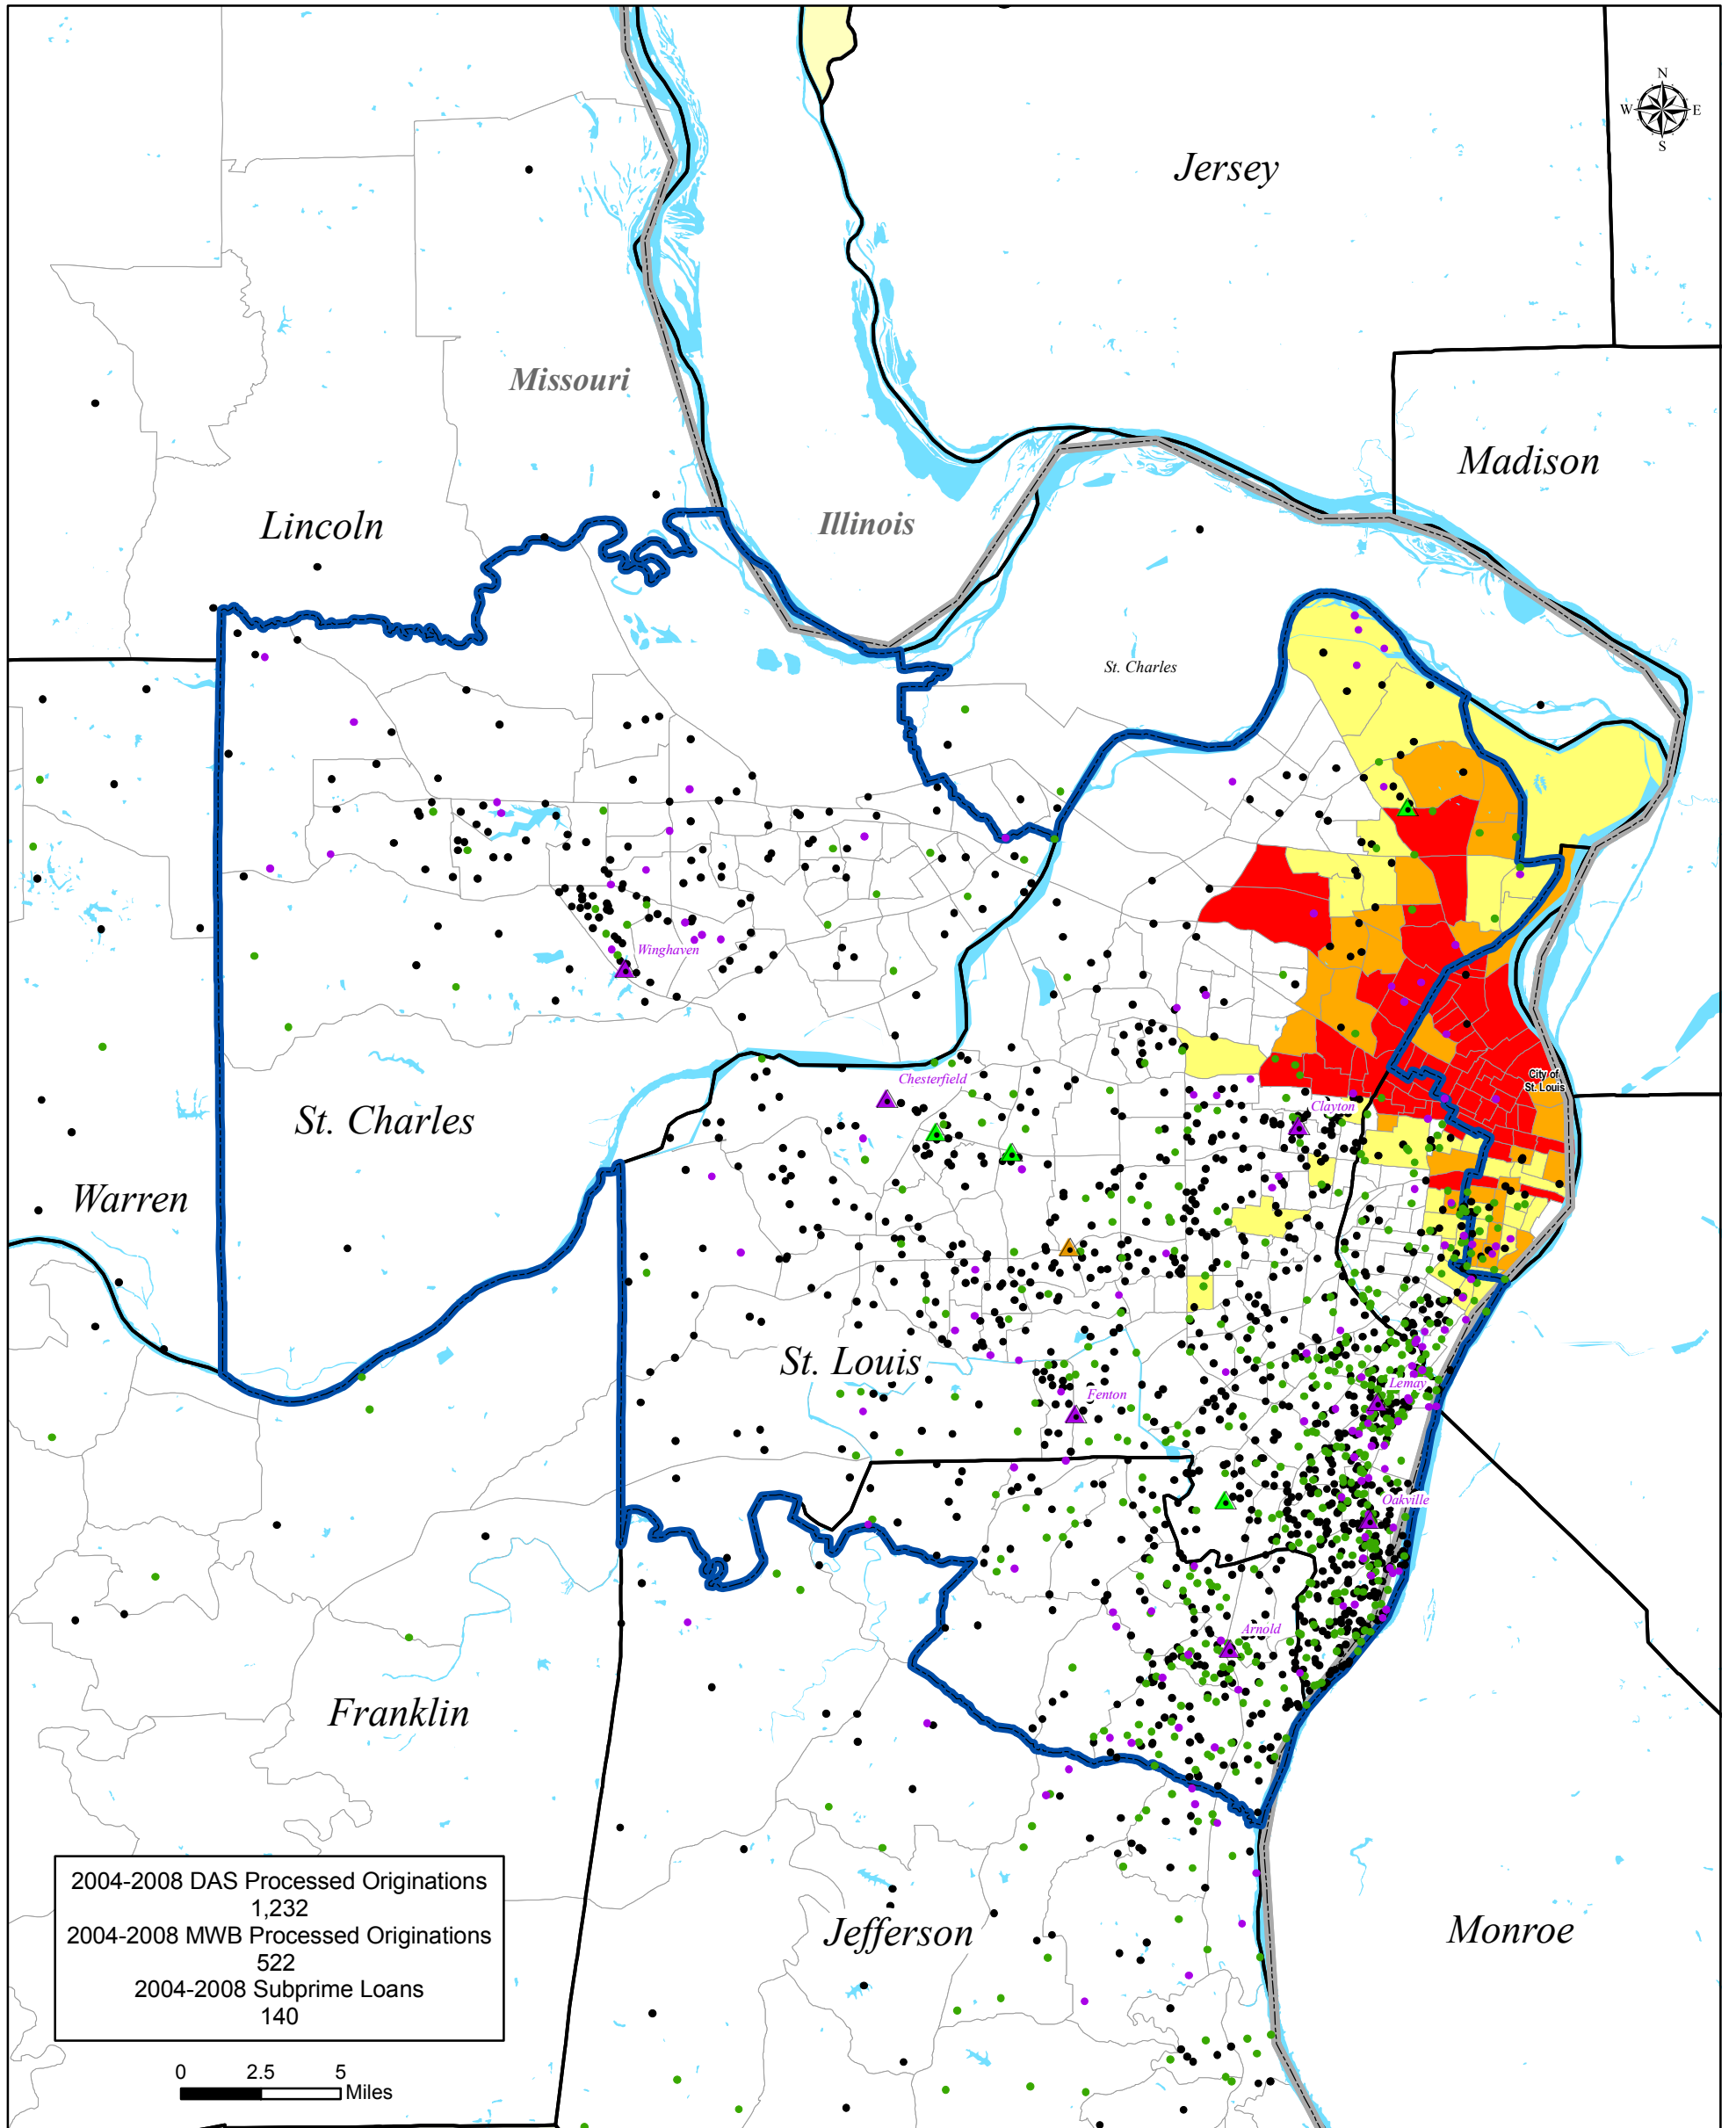 N
W E
S
Jersey
Missouri
Madison
Illinois
Lincoln
St. Charles
Winghaven
Chesterfield
City of
St. Louis
Clayton
St. Charles
Warren
St. Louis
Fenton
Lemay
Oakville
Arnold
Franklin
2004-2008 DAS Processed Originations
1,232
2004-2008 MWB Processed Originations
522
2004-2008 Subprime Loans
140
Jefferson
Monroe
0 2.5 5
Miles